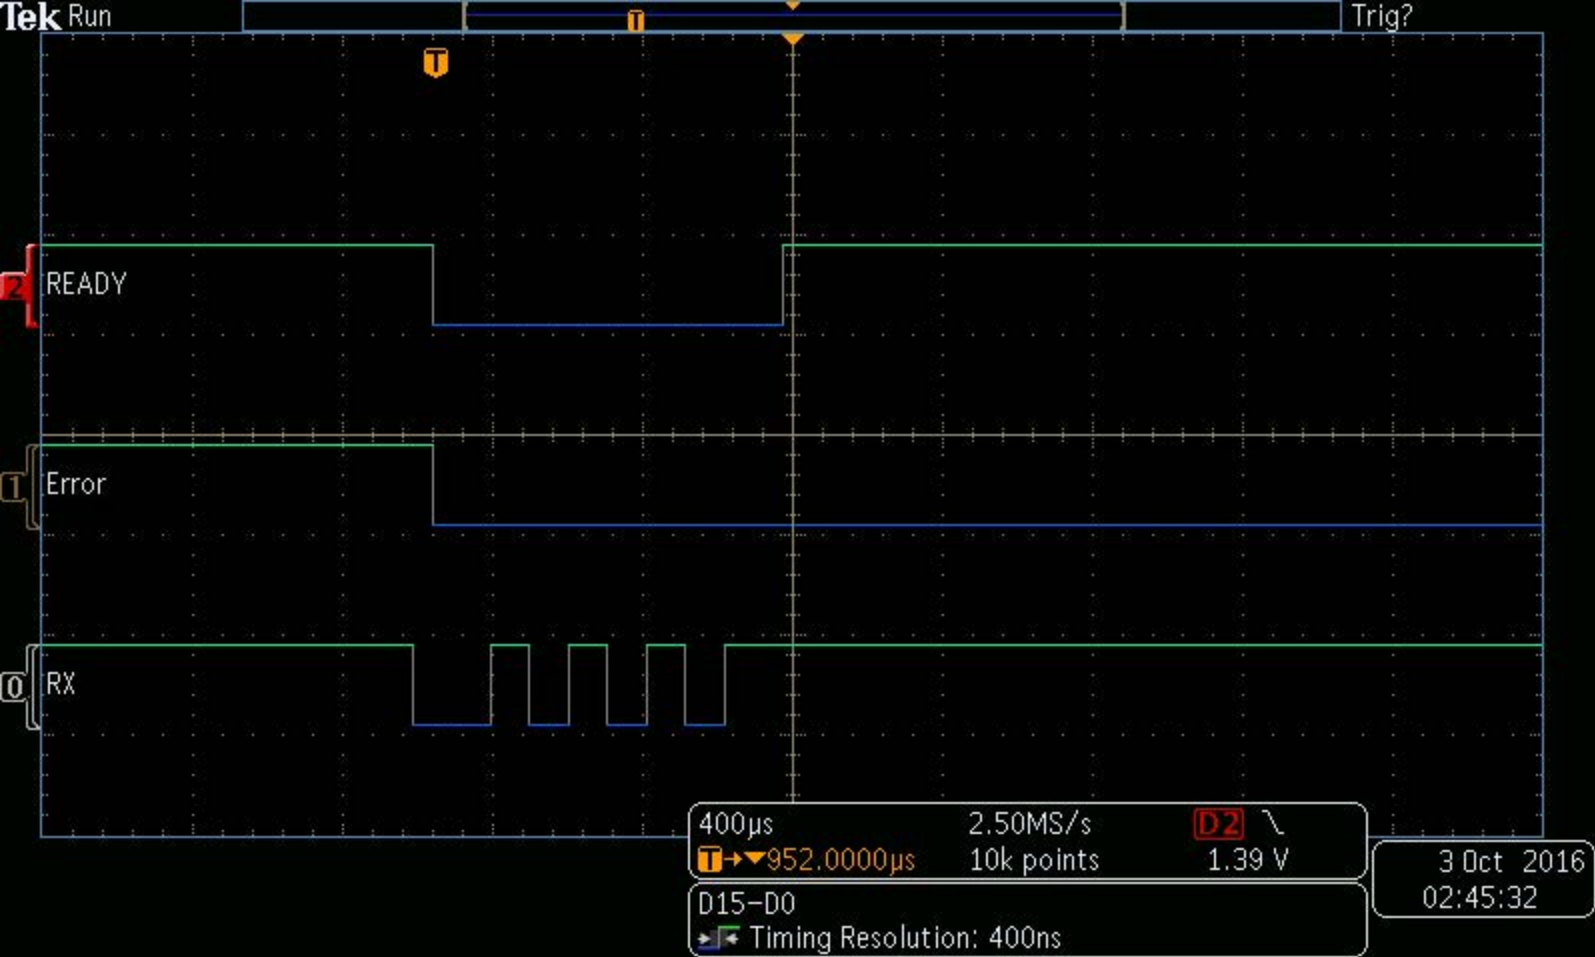 Tek Run Trig?
T
T
2 READY
1 Error
0 RX
400µs 2.50MS/s D2
T→▼952.0000µs 10k points 1.39 V
D15-D0
Timing Resolution: 400ns
3 Oct 2016
02:45:32